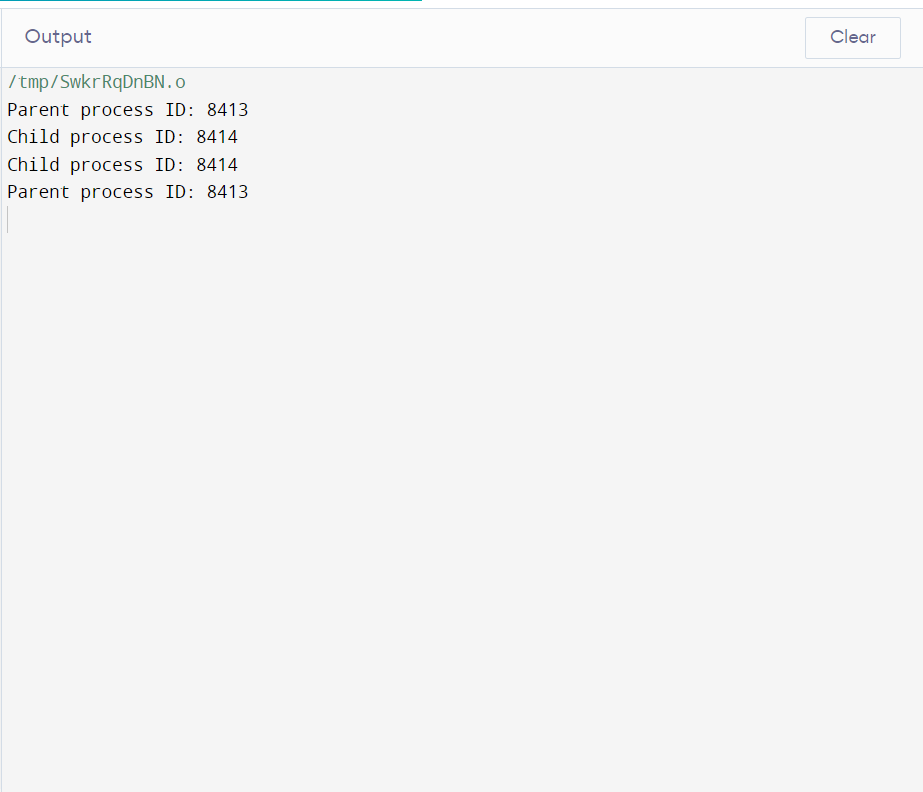 Output
Clear
/tmp/SwkrRqDnBN.o
Parent process ID: 8413
Child process ID: 8414
Child process ID: 8414
Parent process ID: 8413